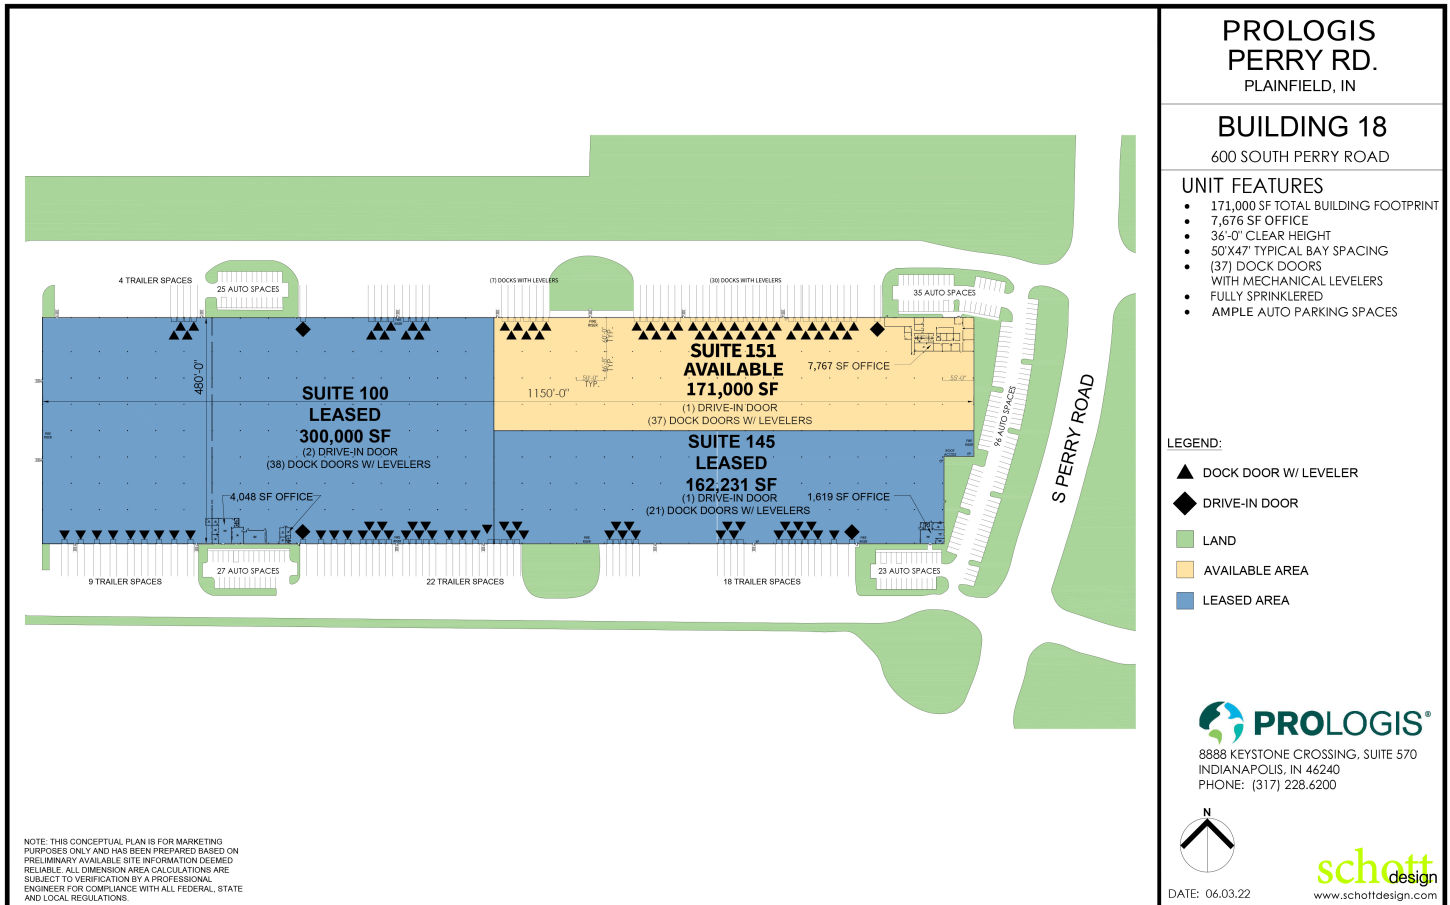 PROLOGIS
PERRY RD.
PLAINFIELD, IN
BUILDING 18
600 SOUTH PERRY ROAD
UNIT FEATURES
• 171,000 SF TOTAL BUILDING FOOTPRINT
• 7,676 SF OFFICE
• 36'-0" CLEAR HEIGHT
• 50'X47' TYPICAL BAY SPACING
• (37) DOCK DOORS
WITH MECHANICAL LEVELERS
• FULLY SPRINKLERED
• AMPLE AUTO PARKING SPACES
4 TRAILER SPACES
25 AUTO SPACES
(7) DOCKS WITH LEVELERS
(30) DOCKS WITH LEVELERS
35 AUTO SPACES
480'-0"
1150'-0"
SUITE 100
LEASED
300,000 SF
(2) DRIVE-IN DOOR
(38) DOCK DOORS W/ LEVELERS
4,048 SF OFFICE
SUITE 151
AVAILABLE
171,000 SF
(1) DRIVE-IN DOOR
(37) DOCK DOORS W/ LEVELERS
7,767 SF OFFICE
50'-0"
TYP.
TYP.
TYP.
55'-0"
FIRE
RISER
SUITE 145
LEASED
162,231 SF
(1) DRIVE-IN DOOR
(21) DOCK DOORS W/ LEVELERS
1,619 SF OFFICE
96 AUTO SPACES
S PERRY ROAD
9 TRAILER SPACES
27 AUTO SPACES
22 TRAILER SPACES
18 TRAILER SPACES
23 AUTO SPACES
LEGEND:
DOCK DOOR W/ LEVELER
DRIVE-IN DOOR
LAND
AVAILABLE AREA
LEASED AREA
PROLOGIS®
8888 KEYSTONE CROSSING, SUITE 570
INDIANAPOLIS, IN 46240
PHONE: (317) 228.6200
N
DATE: 06.03.22
schott
design
www.schottdesign.com
NOTE: THIS CONCEPTUAL PLAN IS FOR MARKETING
PURPOSES ONLY AND HAS BEEN PREPARED BASED ON
PRELIMINARY AVAILABLE SITE INFORMATION DEEMED
RELIABLE. ALL DIMENSION AREA CALCULATIONS ARE
SUBJECT TO VERIFICATION BY A PROFESSIONAL
ENGINEER FOR COMPLIANCE WITH ALL FEDERAL, STATE
AND LOCAL REGULATIONS.